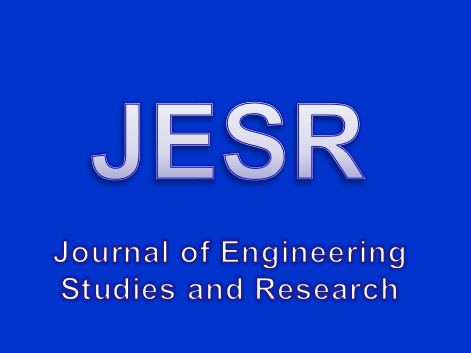 JESR
Journal of Engineering
Studies and Research